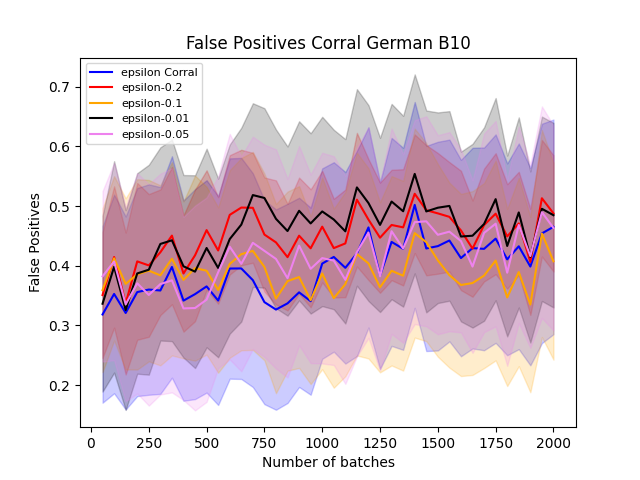 False Positives Corral German B10
epsilon Corral
epsilon-0.2
epsilon-0.1
epsilon-0.01
epsilon-0.05
False Positives
0.7
0.6
0.5
0.4
0.3
0.2
0 250 500 750 1000 1250 1500 1750 2000
Number of batches